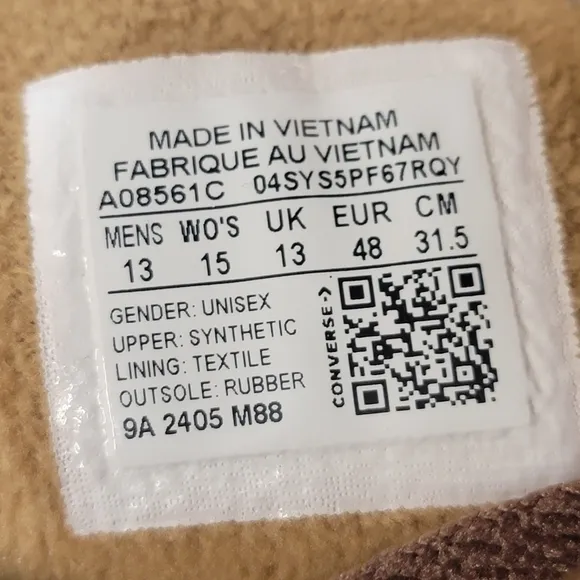 MADE IN VIETNAM
FABRIQUE AU VIETNAM
A08561C 04SYS5PF67RQY
MENS WO'S UK EUR CM
13 15 13 48 31.5
GENDER: UNISEX
UPPER: SYNTHETIC
LINING: TEXTILE
OUTSOLE: RUBBER
9A 2405 M88
CONVERSE->